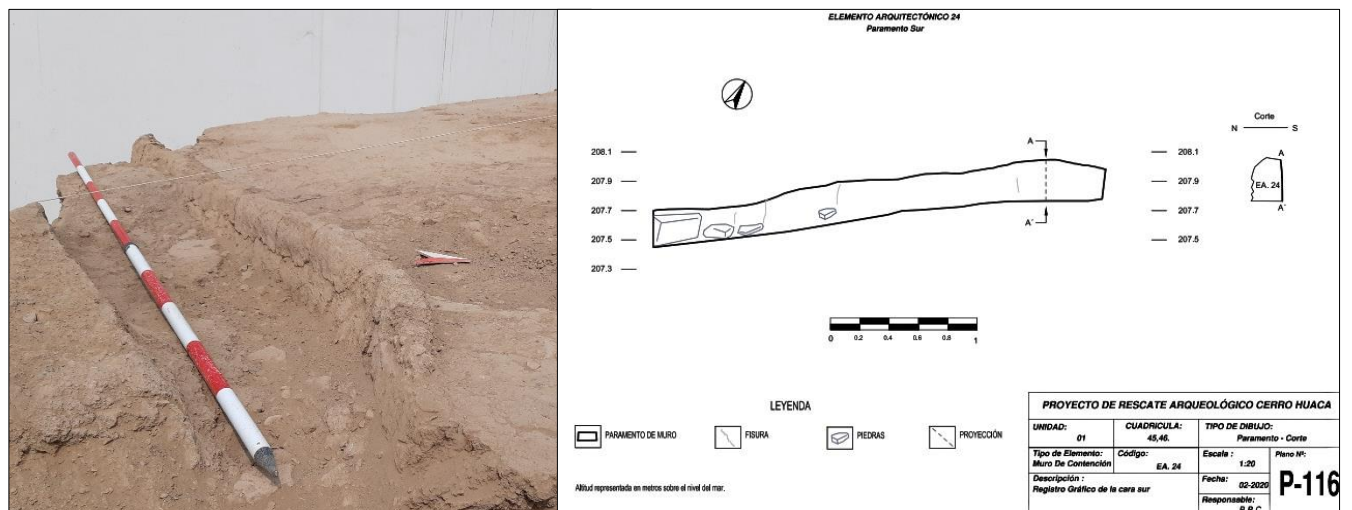 ELEMENTO ARQUITECTÓNICO 24
Paramento Sur
Corte
N S
A
A
208.1
208.1
207.9
207.9
EA. 24
207.7
207.7
A´
A´
207.5
207.5
207.3
0 0.2 0.4 0.6 0.8 1
LEYENDA
PARAMENTO DE MURO
FISURA
PIEDRAS
PROYECCIÓN
Altitud representada en metros sobre el nivel del mar.
PROYECTO DE RESCATE ARQUEOLÓGICO CERRO HUACA
UNIDAD:
01
CUADRICULA:
45,46.
TIPO DE DIBUJO:
Paramento - Corte
Tipo de Elemento:
Muro De Contención
Código:
EA. 24
Escala :
1:20
Plano Nº:
P-116
Descripción :
Registro Gráfico de la cara sur
Fecha:
02-2020
Responsable: